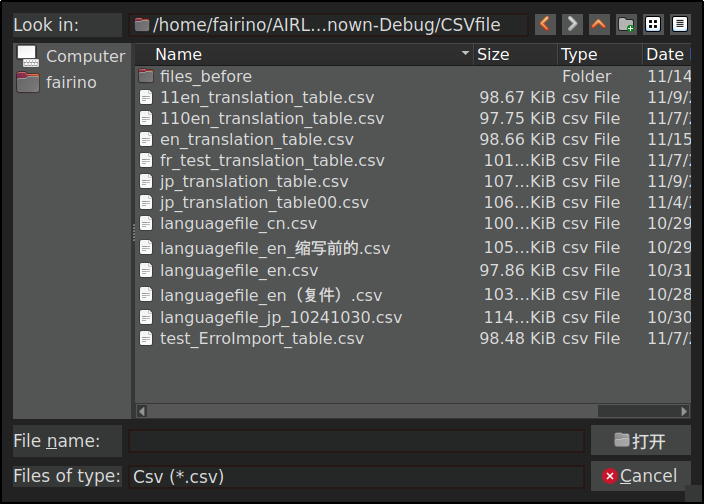 Look in: /home/fairino/AIRL...nown-Debug/CSVfile
Computer
fairino
Name Size Type Date
files_before Folder 11/14
11en_translation_table.csv 98.67 KiB csv File 11/9/
110en_translation_table.csv 97.75 KiB csv File 11/7/
en_translation_table.csv 98.66 KiB csv File 11/15
fr_test_translation_table.csv 101...KiB csv File 11/7/
jp_translation_table.csv 107...KiB csv File 11/9/
jp_translation_table00.csv 106...KiB csv File 11/4/
languagefile_cn.csv 100...KiB csv File 10/29
languagefile_en_缩写前的.csv 105...KiB csv File 10/29
languagefile_en.csv 97.86 KiB csv File 10/31
languagefile_en（复件）.csv 103...KiB csv File 10/28
languagefile_jp_10241030.csv 114...KiB csv File 10/30
test_ErroImport_table.csv 98.48 KiB csv File 11/7/
File name: 打开
Files of type: Csv (*.csv) Cancel